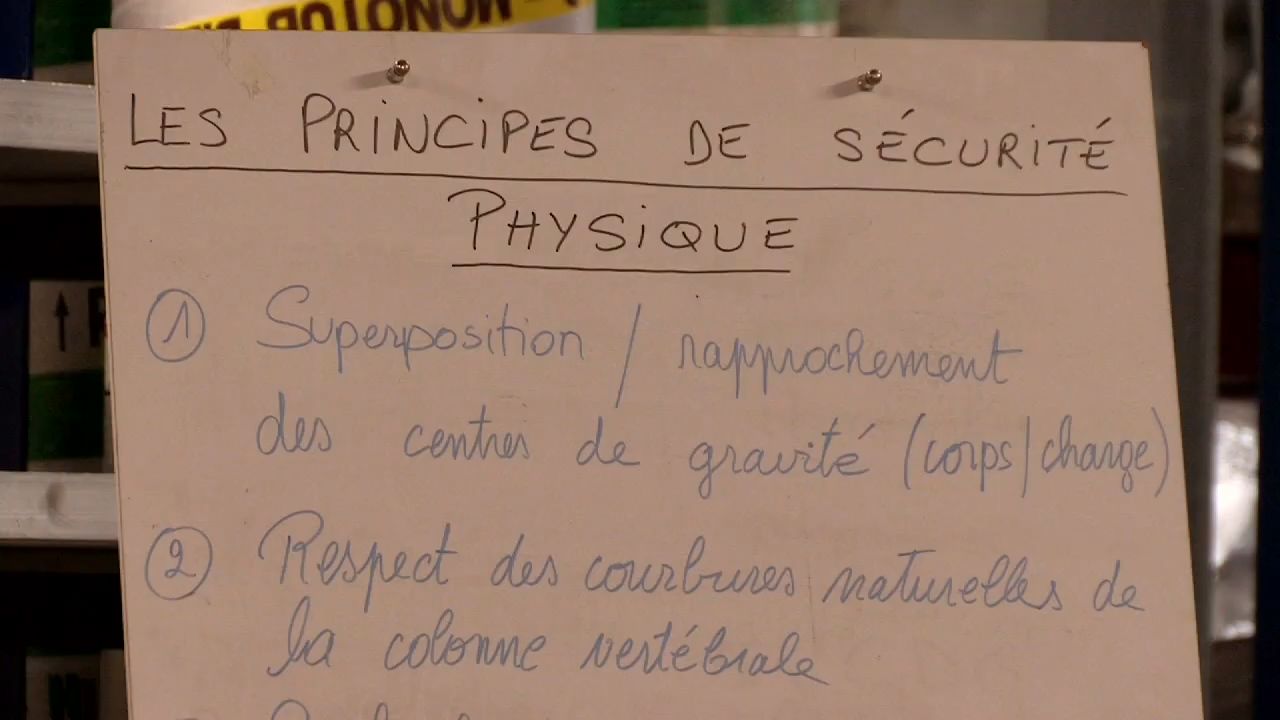 LES PRINCIPES DE SÉCURITÉ
PHYSIQUE
① Superposition / rapprochement
des centres de gravité (corps/charge)
② Respect des courbures naturelles de
la colonne vertébrale